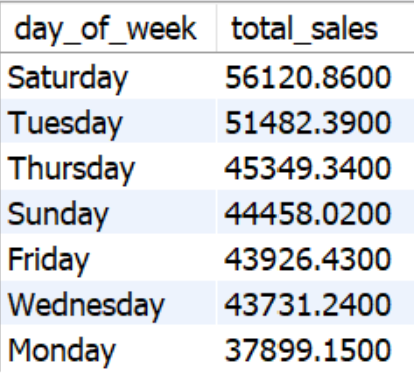 day_of_week total_sales
Saturday 56120.8600
Tuesday 51482.3900
Thursday 45349.3400
Sunday 44458.0200
Friday 43926.4300
Wednesday 43731.2400
Monday 37899.1500